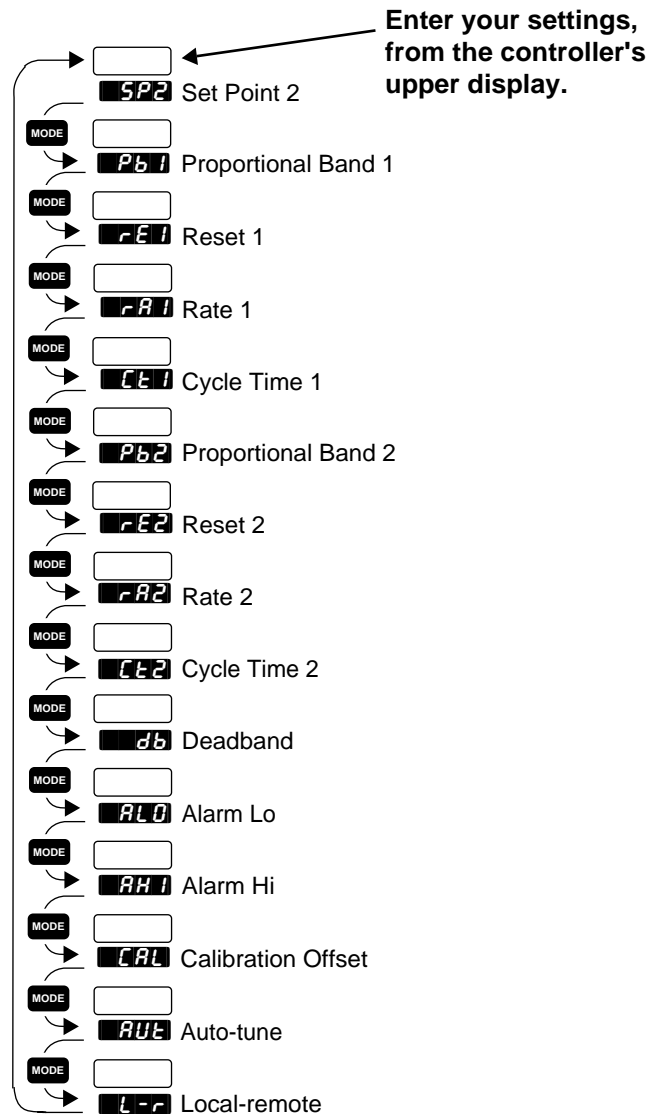 Enter your settings,
from the controller's
upper display.
SP2 Set Point 2
MODE
Pb1 Proportional Band 1
MODE
rE1 Reset 1
MODE
rA1 Rate 1
MODE
Ct1 Cycle Time 1
MODE
Pb2 Proportional Band 2
MODE
rE2 Reset 2
MODE
rA2 Rate 2
MODE
Ct2 Cycle Time 2
MODE
db Deadband
MODE
ALO Alarm Lo
MODE
AHI Alarm Hi
MODE
CAL Calibration Offset
MODE
AUt Auto-tune
MODE
L-r Local-remote